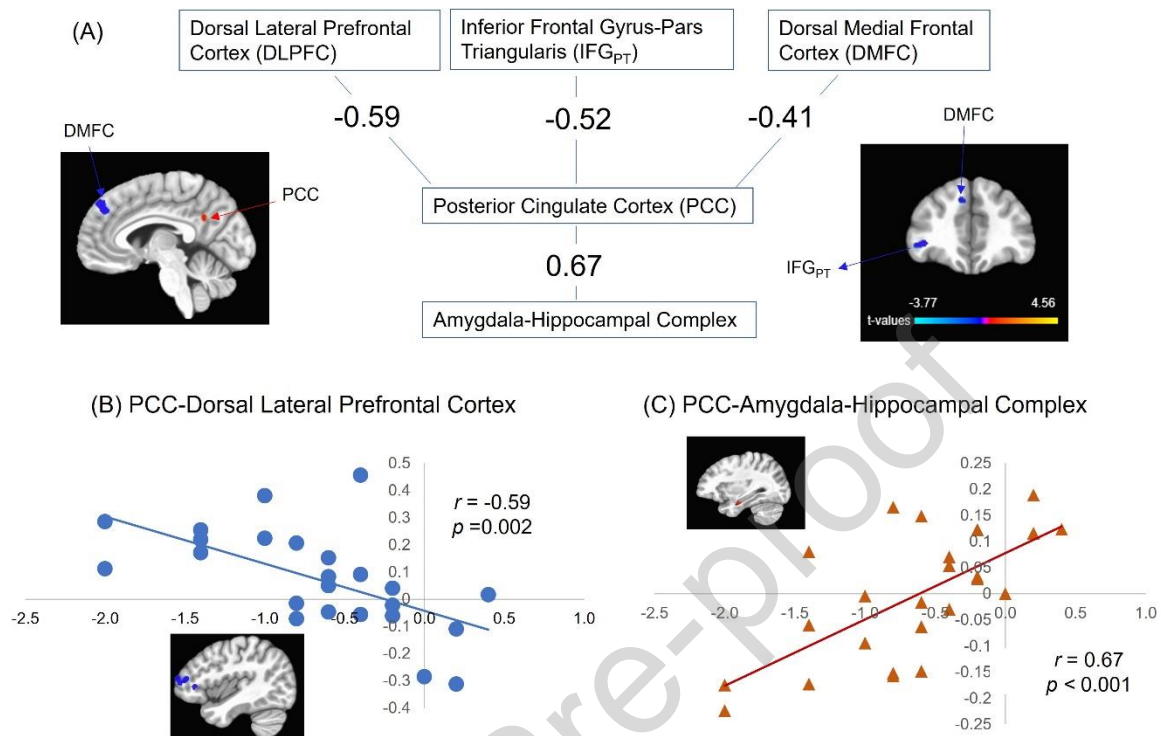 (A)
Dorsal Lateral Prefrontal
Cortex (DLPFC)
Inferior Frontal Gyrus-Pars
Triangularis (IFGPT)
Dorsal Medial Frontal
Cortex (DMFC)
-0.59
-0.52
-0.41
DMFC
PCC
Posterior Cingulate Cortex (PCC)
0.67
Amygdala-Hippocampal Complex
DMFC
IFGPT
-3.77
4.56
t-values
(B) PCC-Dorsal Lateral Prefrontal Cortex
0.5
0.4
0.3
0.2
0.1
0
-0.1
-0.2
-0.3
-0.4
-2.5
-2.0
-1.5
-1.0
-0.5
0.0
0.5
1.0
r = -0.59
p =0.002
(C) PCC-Amygdala-Hippocampal Complex
0.25
0.2
0.15
0.1
0.05
0
-0.05
-0.1
-0.15
-0.2
-0.25
-2.5
-2.0
-1.5
-1.0
-0.5
0.0
0.5
1.0
r = 0.67
p < 0.001
re-proof